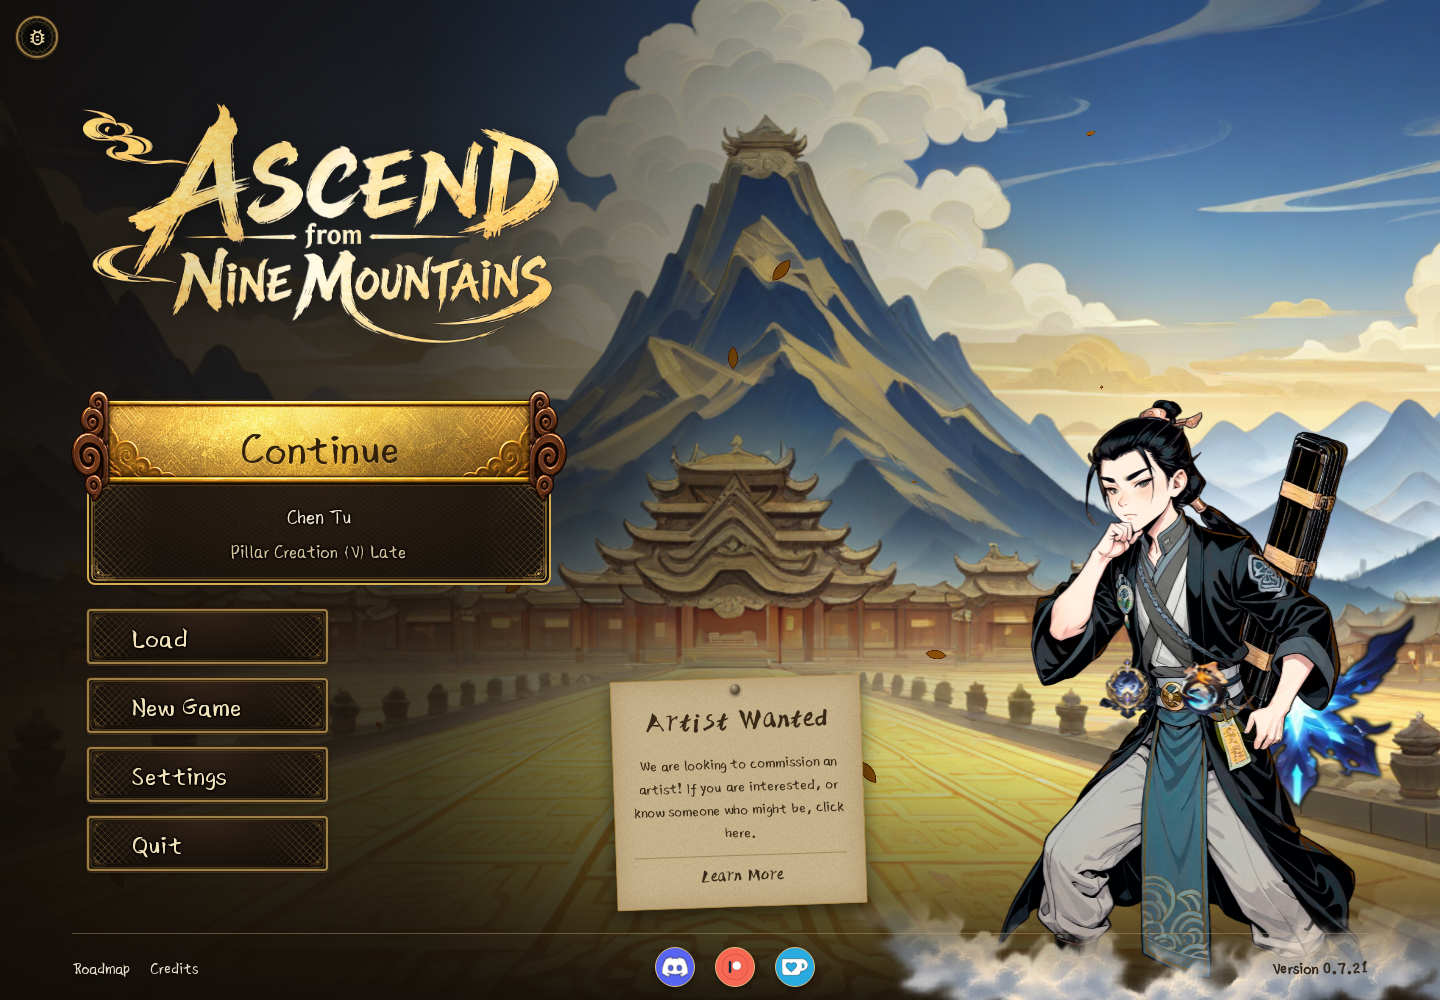 ASCEND
from
NINE MOUNTAINS
Continue
Chen Tu
Pillar Creation (V) Late
Load
New Game
Settings
Quit
Artist Wanted
We are looking to commission an
artist! If you are interested, or
know someone who might be, click
here.
Learn More
Roadmap Credits
Version 0.7.21